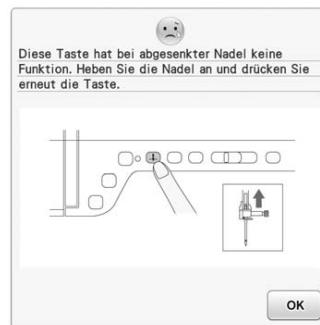 Diese Taste hat bei abgesenkter Nadel keine
Funktion. Heben Sie die Nadel an und drücken Sie
erneut die Taste.
OK